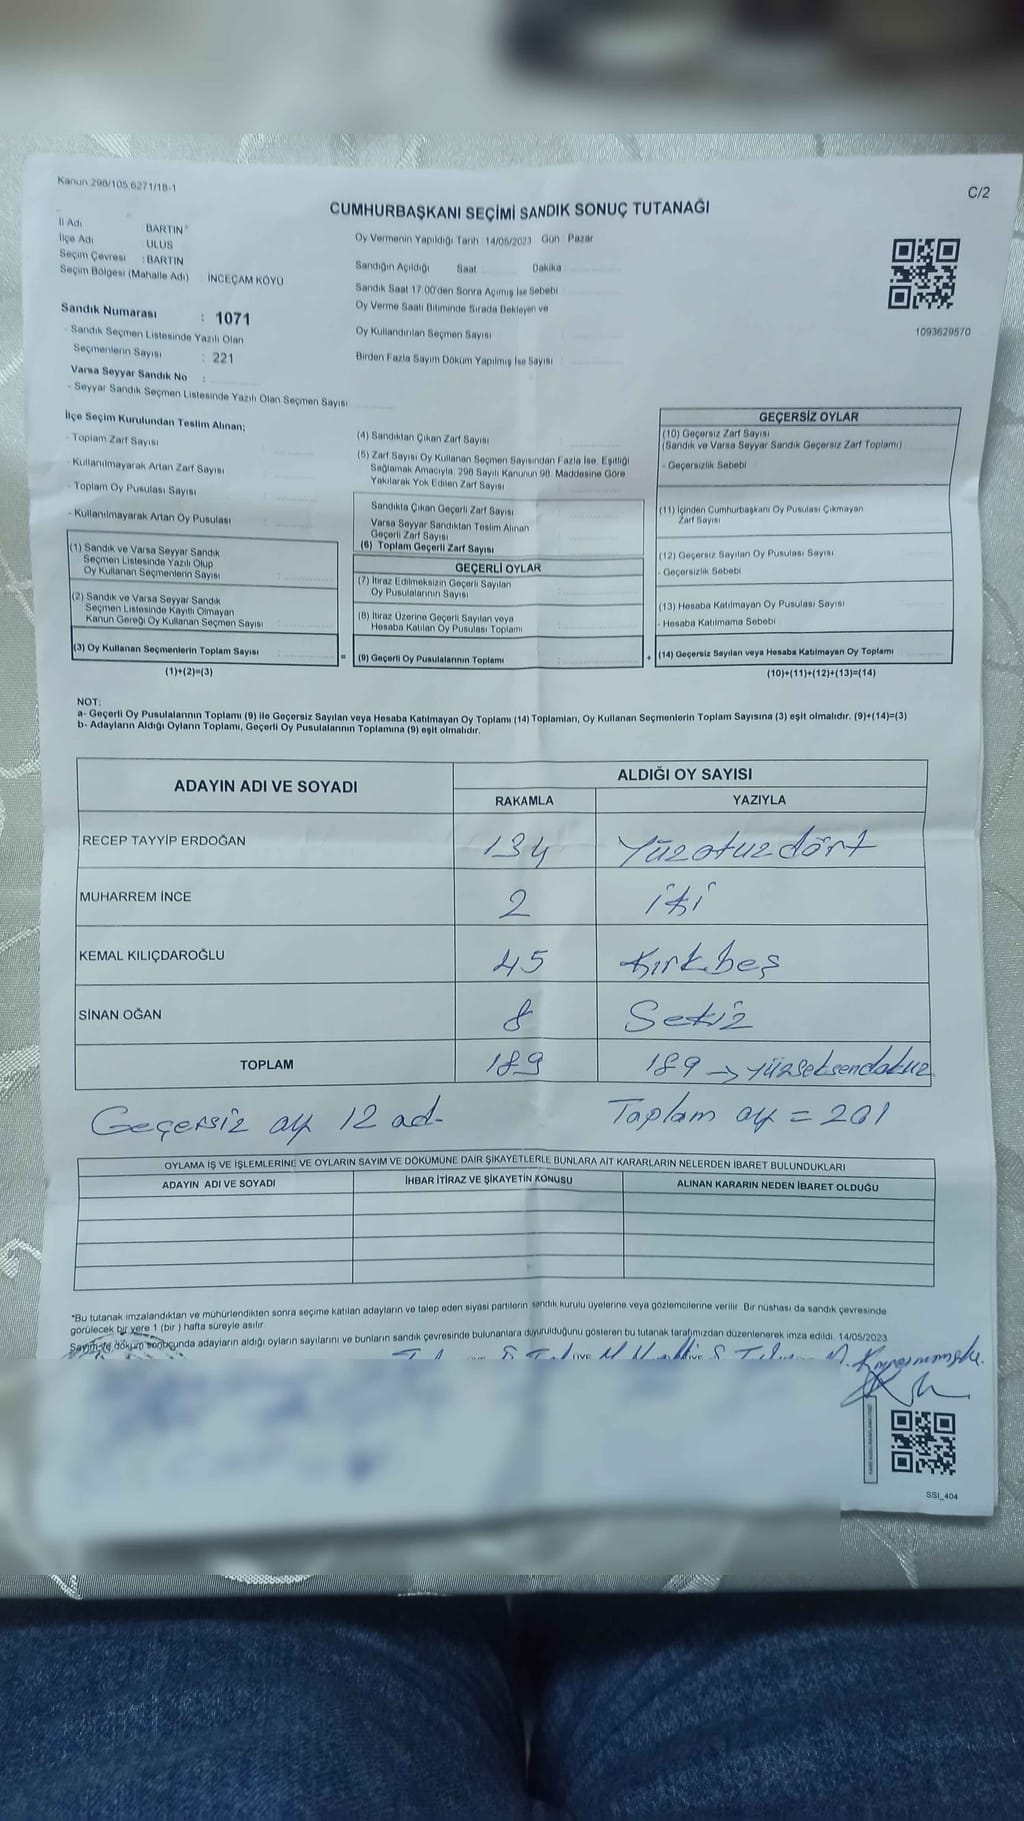 Kanun 298/105.6271/18-1
C/2
CUMHURBAŞKANI SEÇİMİ SANDIK SONUÇ TUTANAĞI
İl Adı BARTIN
İlçe Adı : ULUS
Seçim Çevresi : BARTIN
Seçim Bölgesi (Mahalle Adı) : İNCEÇAM KÖYÜ
Sandık Numarası : 1071
- Sandık Seçmen Listesinde Yazılı Olan
Seçmenlerin Sayısı : 221
Varsa Seyyar Sandık No :
- Seyyar Sandık Seçmen Listesinde Yazılı Olan Seçmen Sayısı
Oy Vermenin Yapıldığı Tarih 14/05/2023 Gün Pazar
Sandığın Açıldığı Saat Dakika
Sandık Saat 17.00'den Sonra Açımış İse Sebebi
Oy Verme Saati Bitiminde Sırada Bekleyen ve
Oy Kullandırılan Seçmen Sayısı :
Birden Fazla Sayım Döküm Yapılmış İse Sayısı :
1093629570
İlçe Seçim Kurulundan Teslim Alınan;
- Toplam Zarf Sayısı
- Kullanılmayarak Artan Zarf Sayısı
- Toplam Oy Pusulası Sayısı
- Kullanılmayarak Artan Oy Pusulası :
(1) Sandık ve Varsa Seyyar Sandık
Seçmen Listesinde Yazılı Olup
Oy Kullanan Seçmenlerin Sayısı :
(2) Sandık ve Varsa Seyyar Sandık
Seçmen Listesinde Kayıtlı Olmayan
Kanun Gereği Oy Kullanan Seçmen Sayısı :
(3) Oy Kullanan Seçmenlerin Toplam Sayısı :
(1)+(2)=(3)
=
(4) Sandıktan Çıkan Zarf Sayısı
(5) Zarf Sayısı Oy Kullanan Seçmen Sayısından Fazla İse, Eşitliği
Sağlamak Amacıyla, 298 Sayılı Kanunun 98. Maddesine Göre
Yakılarak Yok Edilen Zarf Sayısı
Sandıkta Çıkan Geçerli Zarf Sayısı
Varsa Seyyar Sandıktan Teslim Alınan
Geçerli Zarf Sayısı
(6) Toplam Geçerli Zarf Sayısı
GEÇERLİ OYLAR
(7) İtiraz Edilmeksizin Geçerli Sayılan
Oy Pusulalarının Sayısı
(8) İtiraz Üzerine Geçerli Sayılan veya
Hesaba Katılan Oy Pusulası Toplamı
(9) Geçerli Oy Pusulalarının Toplamı :
+
GEÇERSİZ OYLAR
(10) Geçersiz Zarf Sayısı
(Sandık ve Varsa Seyyar Sandık Geçersiz Zarf Toplamı)
- Geçersizlik Sebebi
(11) İçinden Cumhurbaşkanı Oy Pusulası Çıkmayan
Zarf Sayısı
(12) Geçersiz Sayılan Oy Pusulası Sayısı
- Geçersizlik Sebebi
(13) Hesaba Katılmayan Oy Pusulası Sayısı
- Hesaba Katılmama Sebebi
(14) Geçersiz Sayılan veya Hesaba Katılmayan Oy Toplamı
(10)+(11)+(12)+(13)=(14)
NOT:
a- Geçerli Oy Pusulalarının Toplamı (9) ile Geçersiz Sayılan veya Hesaba Katılmayan Oy Toplamı (14) Toplamları, Oy Kullanan Seçmenlerin Toplam Sayısına (3) eşit olmalıdır. (9)+(14)=(3)
b- Adayların Aldığı Oyların Toplamı, Geçerli Oy Pusulalarının Toplamına (9) eşit olmalıdır.
ADAYIN ADI VE SOYADI ALDIĞI OY SAYISI
RAKAMLA YAZIYLA
RECEP TAYYİP ERDOĞAN 134 Yüzotuzdört
MUHARREM İNCE 2 iki
KEMAL KILIÇDAROĞLU 45 Kırkbeş
SİNAN OĞAN 8 Sekiz
TOPLAM 189 189 → yüzseksendokuz
Geçersiz oy 12 ad- Toplam oy = 201
OYLAMA İŞ VE İŞLEMLERİNE VE OYLARIN SAYIM VE DÖKÜMÜNE DAİR ŞİKAYETLERLE BUNLARA AİT KARARLARIN NELERDEN İBARET BULUNDUKLARI
ADAYIN ADI VE SOYADI İHBAR İTİRAZ VE ŞİKAYETİN KONUSU ALINAN KARARIN NEDEN İBARET OLDUĞU
*Bu tutanak imzalandıktan ve mühürlendikten sonra seçime katılan adayların ve talep eden siyasi partilerin sandık kurulu üyelerine veya gözlemcilerine verilir. Bir nüshası da sandık çevresinde
görülecek bir yere 1 (bir ) hafta süreyle asılır.
Sayım ve döküm sonucunda adayların aldığı oyların sayılarını ve bunların sandık çevresinde bulunanlara duyurulduğunu gösteren bu tutanak tarafımızdan düzenlenerek imza edildi. 14/05/2023
SSI_404